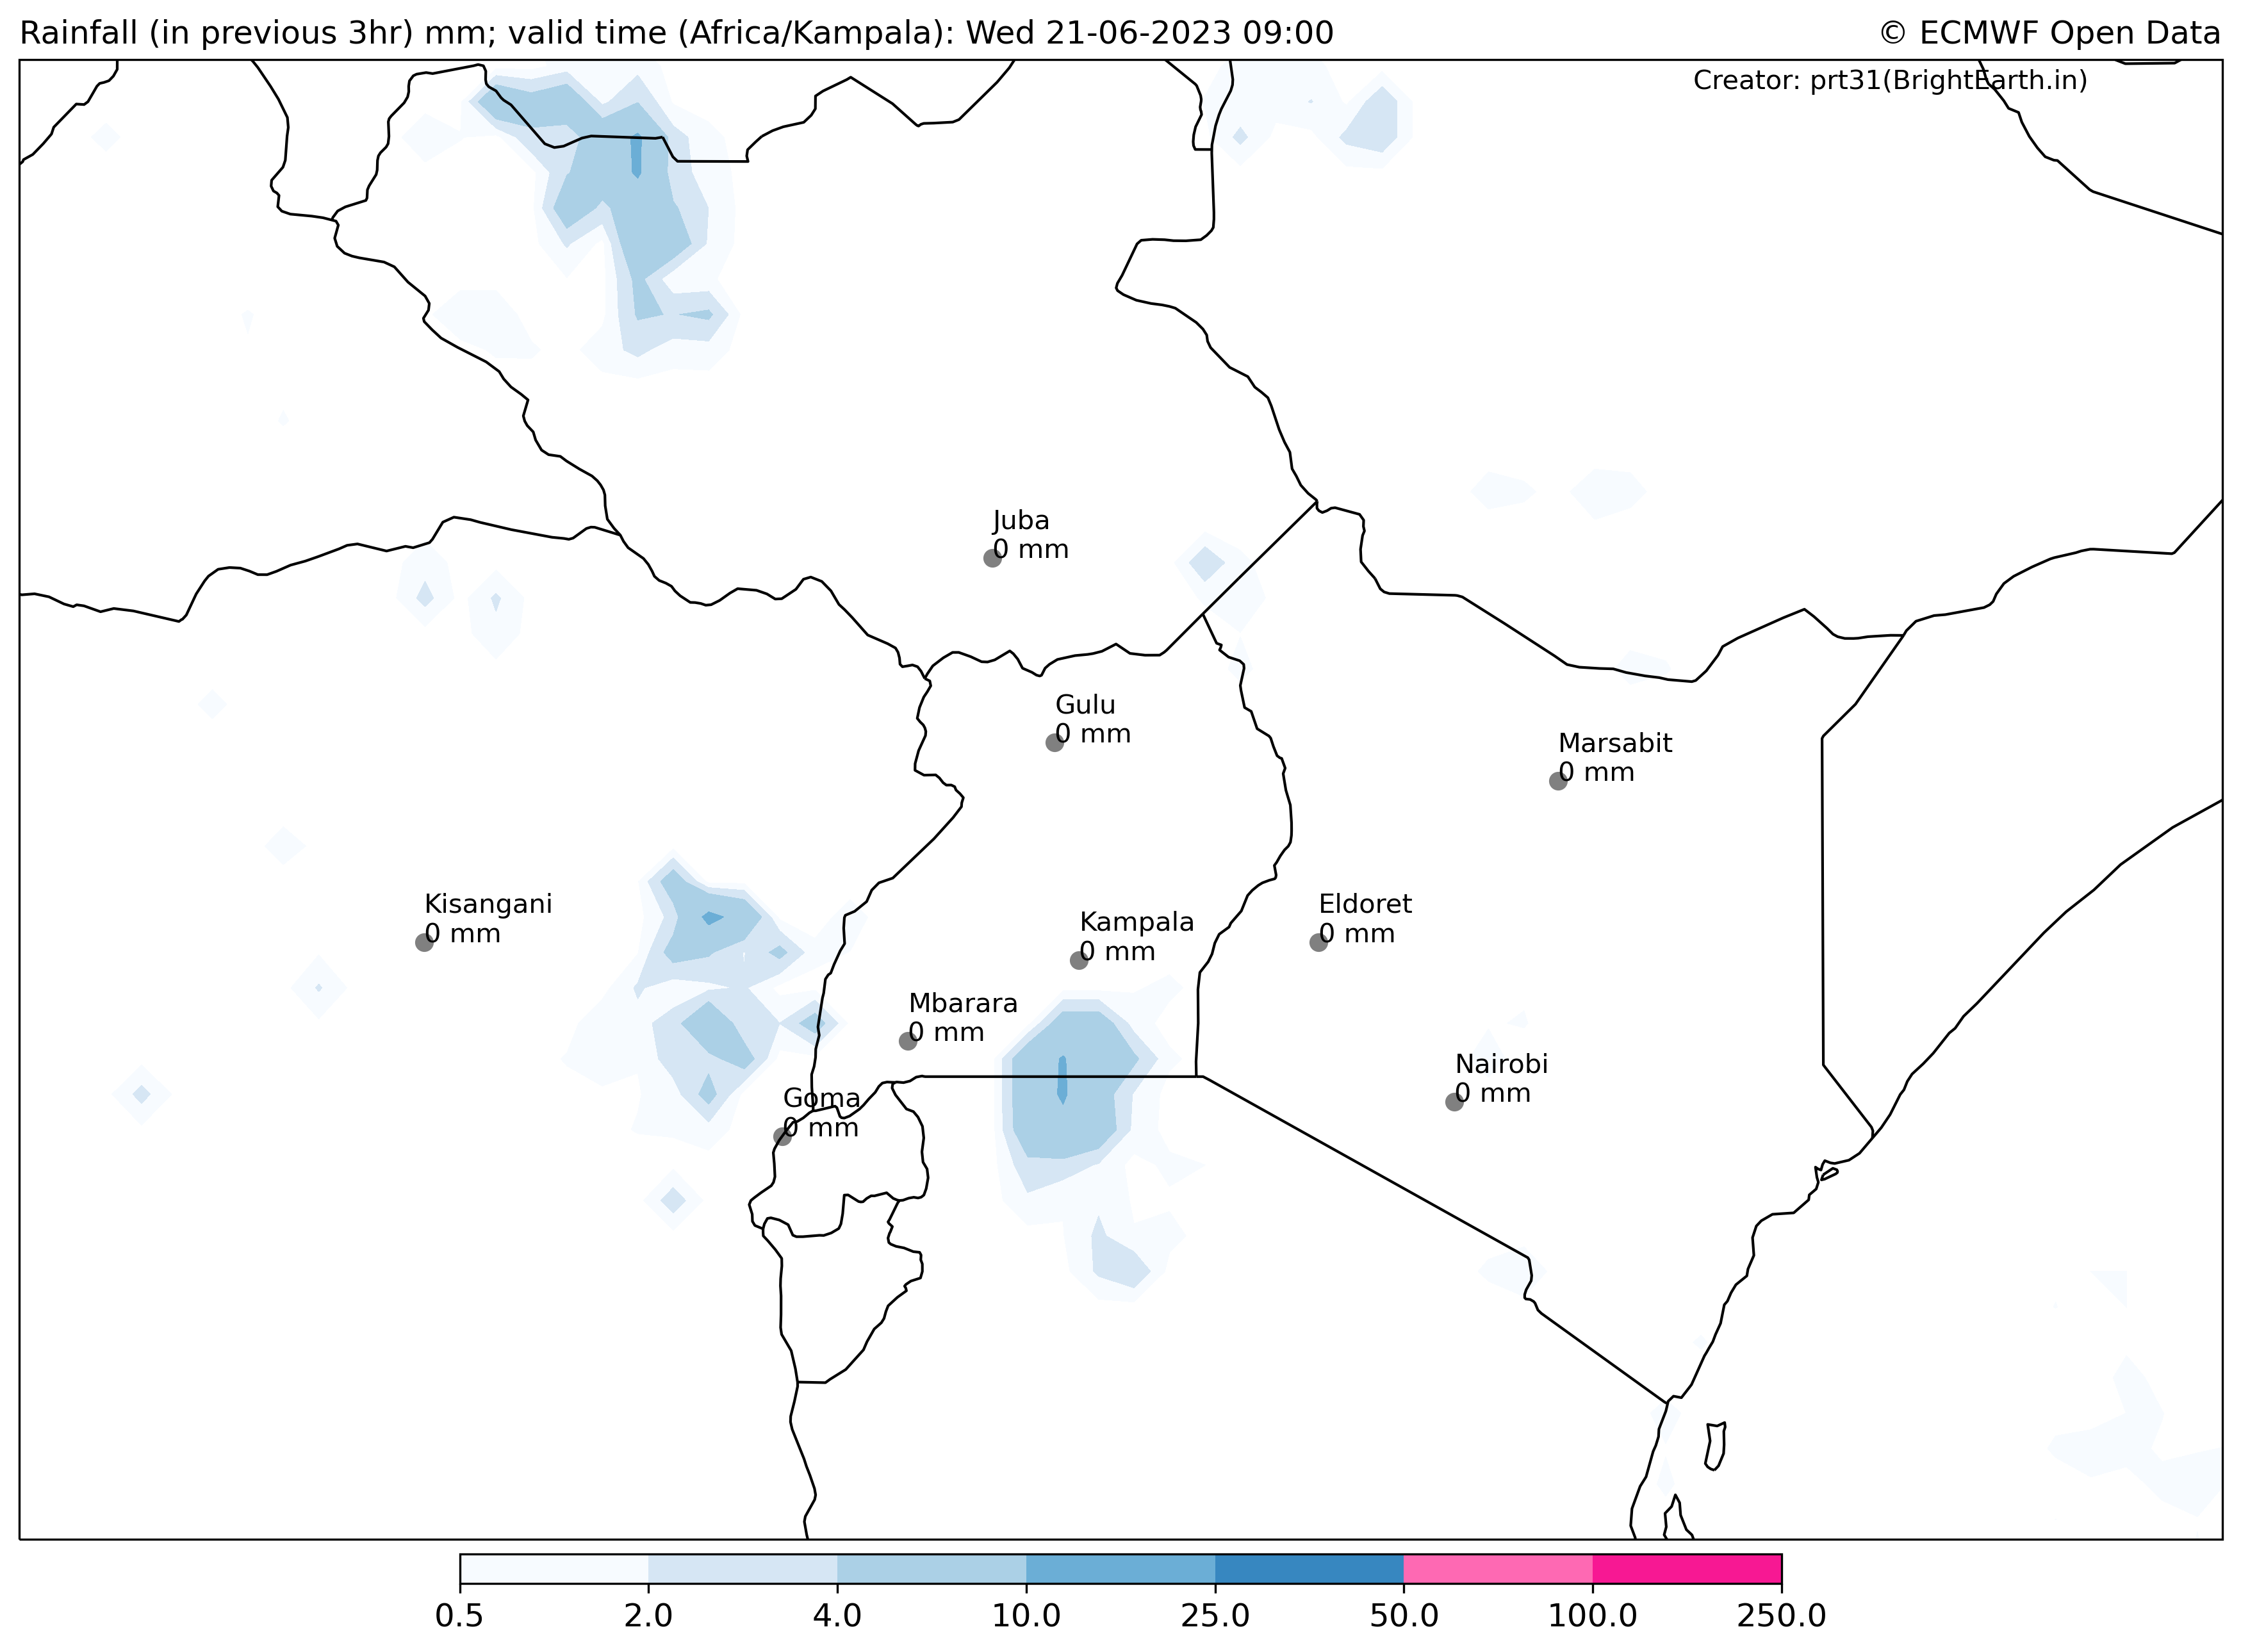 Rainfall (in previous 3hr) mm; valid time (Africa/Kampala): Wed 21-06-2023 09:00
© ECMWF Open Data
Creator: prt31(BrightEarth.in)
Juba
0 mm
Gulu
0 mm
Marsabit
0 mm
Kisangani
0 mm
Eldoret
0 mm
Kampala
0 mm
Mbarara
0 mm
Nairobi
0 mm
Goma
0 mm
0.5 2.0 4.0 10.0 25.0 50.0 100.0 250.0